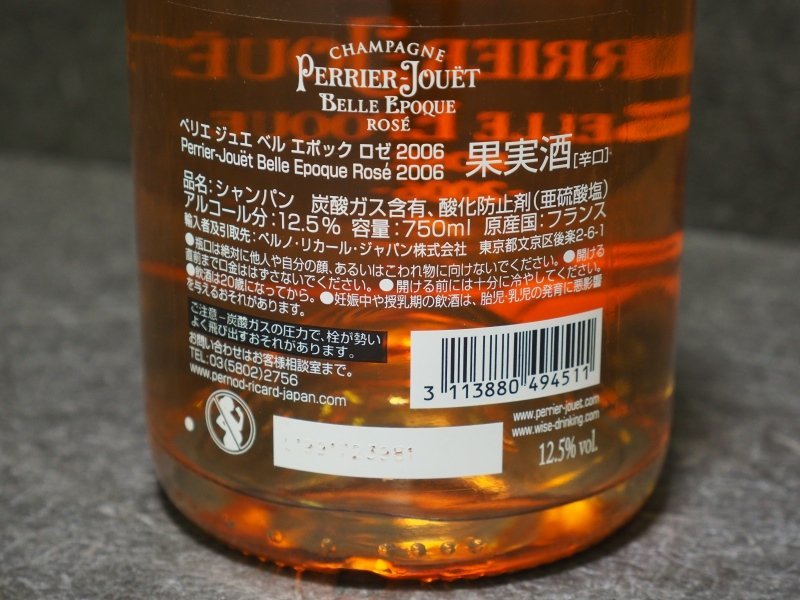 CHAMPAGNE
PERRIER-JOUËT
BELLE EPOQUE
ROSÉ
ペリエ ジュエ ベル エポック ロゼ 2006
Perrier-Jouët Belle Epoque Rosé 2006
果実酒[辛口]
品名:シャンパン 炭酸ガス含有、酸化防止剤(亜硫酸塩)
アルコール分:12.5% 容量:750ml 原産国:フランス
輸入者及引取先:ペルノ・リカール・ジャパン株式会社 東京都文京区後楽2-6-1
●瓶口は絶対に他人や自分の顔、あるいはこわれ物に向けないでください。●開ける
直前まで口金ははずさないでください。●開ける前には十分に冷やしてください。
●飲酒は20歳になってから。●妊娠中や授乳期の飲酒は、胎児・乳児の発育に悪影響
を与えるおそれがあります。
ご注意-炭酸ガスの圧力で、栓が勢い
よく飛び出すおそれがあります。
お問い合わせはお客様相談室まで。
TEL:03(5802)2756
www.pernod-ricard-japan.com
3 113880 494511
www.perrier-jouet.com
www.wise-drinking.com
12.5% vol.